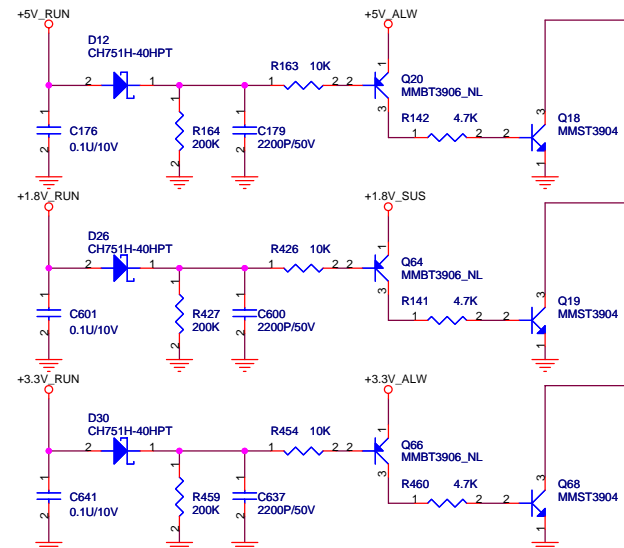 +5V_RUN
+5V_ALW
D12
CH751H-40HPT
2
1
1
R163 10K
2
2
1
Q20
MMBT3906_NL
3
R142 4.7K
1
2
2
3
Q18
MMST3904
1
1
C176
0.1U/10V
2
1
R164
200K
2
1
C179
2200P/50V
2
+1.8V_RUN
+1.8V_SUS
D26
CH751H-40HPT
2
1
1
R426 10K
2
2
1
Q64
MMBT3906_NL
3
R141 4.7K
1
2
2
3
Q19
MMST3904
1
1
C601
0.1U/10V
2
1
R427
200K
2
1
C600
2200P/50V
2
+3.3V_RUN
+3.3V_ALW
D30
CH751H-40HPT
2
1
1
R454 10K
2
2
1
Q66
MMBT3906_NL
3
R460 4.7K
1
2
2
3
Q68
MMST3904
1
1
C641
0.1U/10V
2
1
R459
200K
2
1
C637
2200P/50V
2